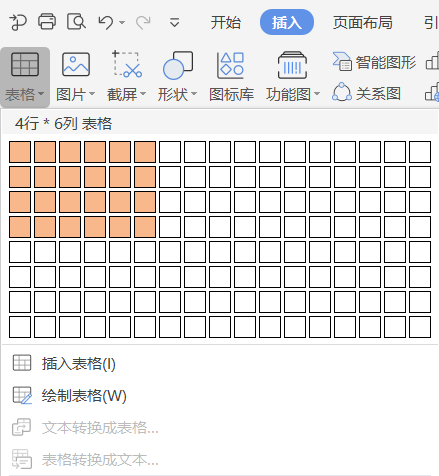 开始 插入 页面布局 引
表格 图片 截屏 形状 图标库 功能图 智能图形
关系图
4行 * 6列 表格
插入表格(I)
绘制表格(W)
文本转换成表格...
表格转换成文本...